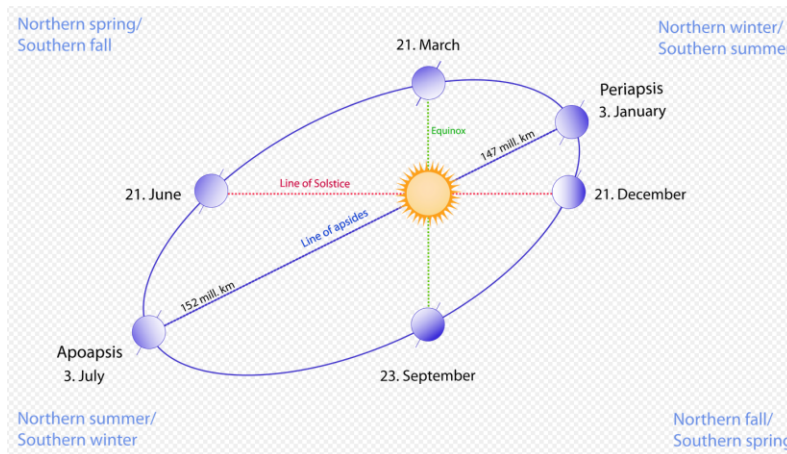 Northern spring/
Southern fall
21. March
Northern winter/
Southern summer
Periapsis
3. January
Equinox
147 mill. km
21. June
Line of Solstice
21. December
Line of apsides
152 mill. km
Apoapsis
3. July
23. September
Northern summer/
Southern winter
Northern fall/
Southern spring